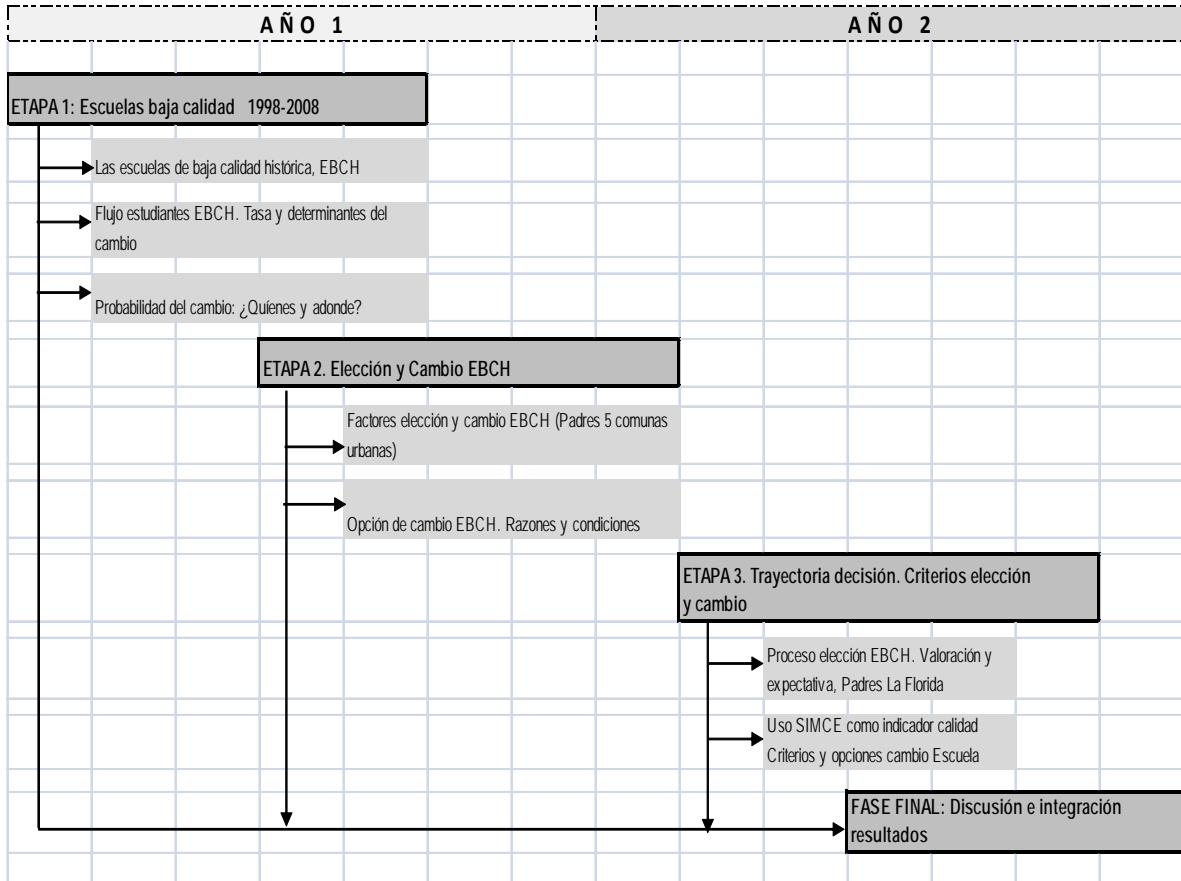 AÑO 1
AÑO 2
ETAPA 1: Escuelas baja calidad 1998-2008
Las escuelas de baja calidad histórica, EBCH
Flujo estudiantes EBCH. Tasa y determinantes del
cambio
Probabilidad del cambio: ¿Quíenes y adonde?
ETAPA 2. Elección y Cambio EBCH
Factores elección y cambio EBCH (Padres 5 comunas
urbanas)
Opción de cambio EBCH. Razones y condiciones
ETAPA 3. Trayectoria decisión. Criterios elección
y cambio
Proceso elección EBCH. Valoración y
expectativa, Padres La Florida
Uso SIMCE como indicador calidad
Criterios y opciones cambio Escuela
FASE FINAL: Discusión e integración
resultados